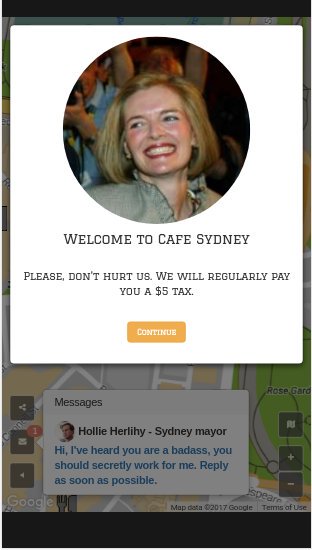 Welcome to Cafe Sydney
Please, don't hurt us. We will regularly pay
you a $5 tax.
Continue
Messages
1
Hollie Herlihy - Sydney mayor
Hi, I've heard you are a badass, you
should secretly work for me. Reply
as soon as possible.
Rose Gard
Google
Map data ©2017 Google
Terms of Use